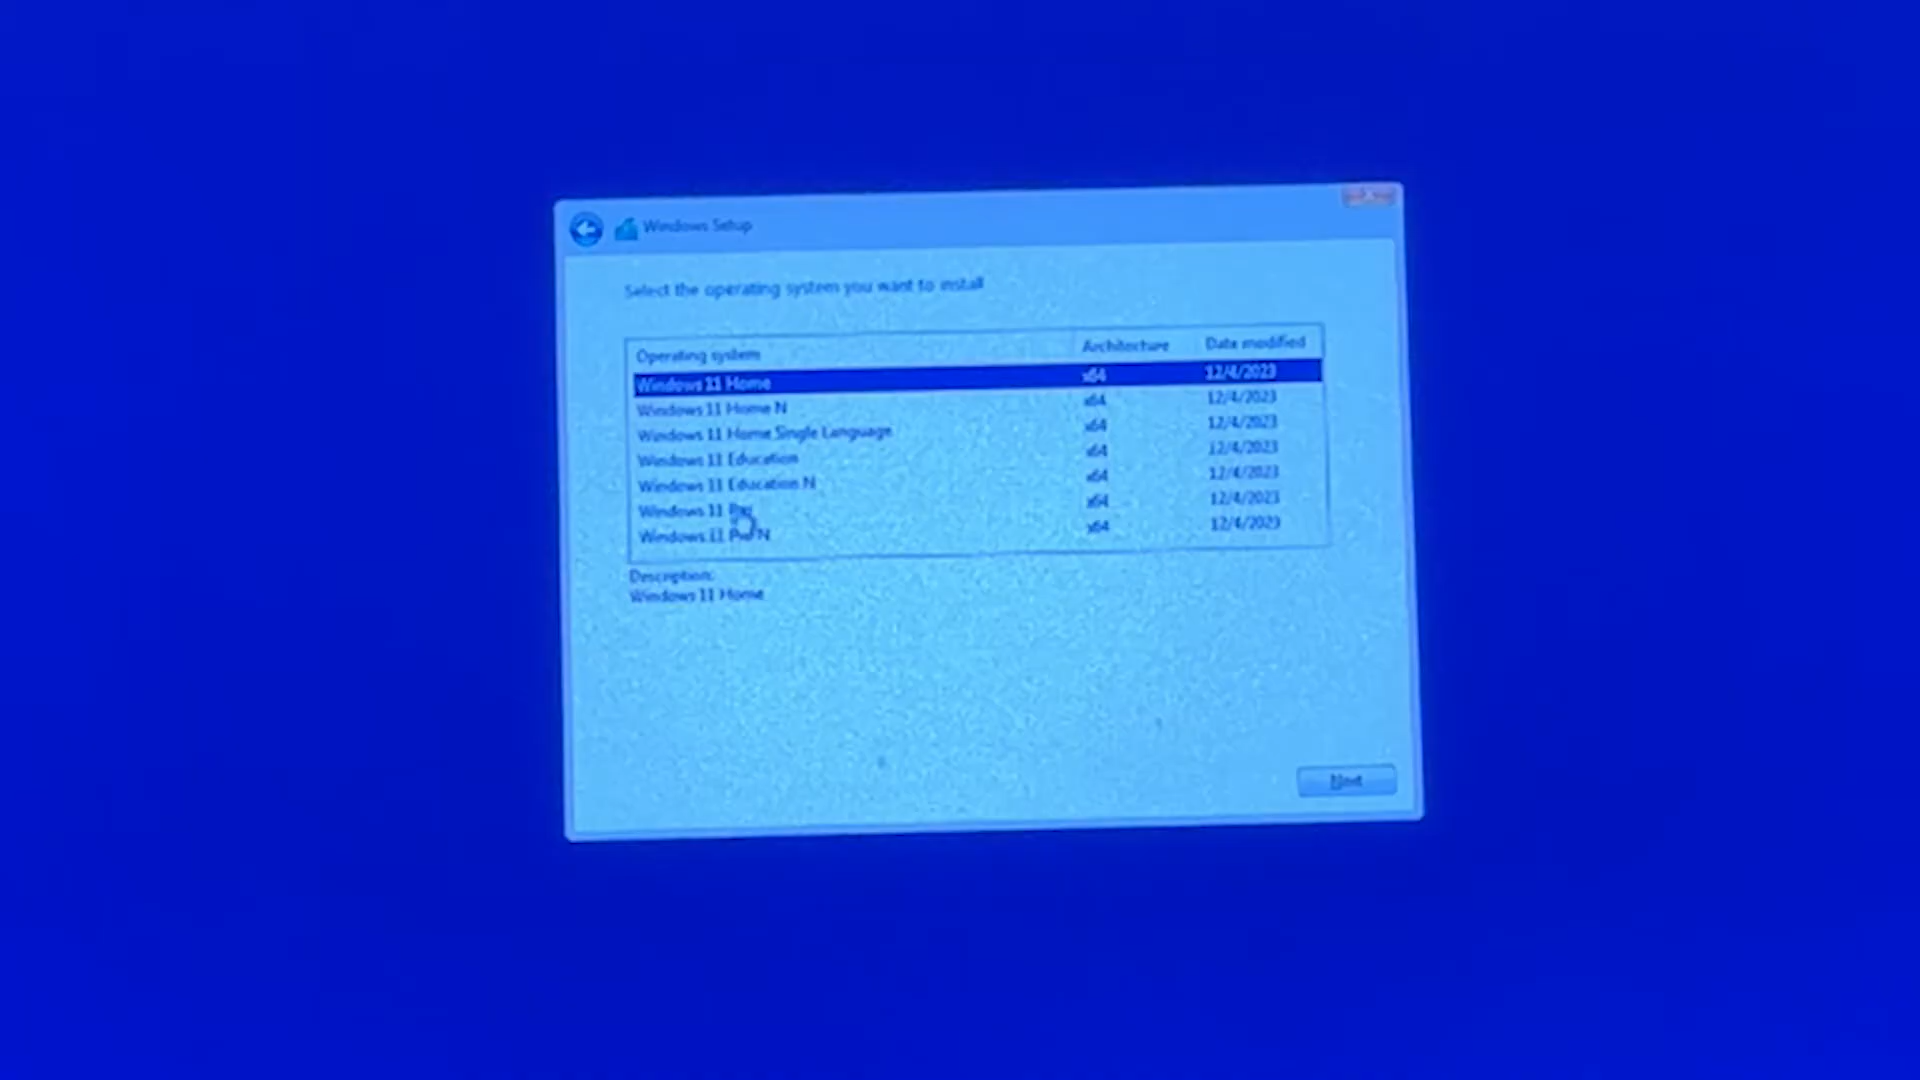 Windows Setup
Select the operating system you want to install
Operating system Architecture Date modified
Windows 11 Home x64 12/4/2023
Windows 11 Home N x64 12/4/2023
Windows 11 Home Single Language x64 12/4/2023
Windows 11 Education x64 12/4/2023
Windows 11 Education N x64 12/4/2023
Windows 11 Pro x64 12/4/2023
Windows 11 Pro N x64 12/4/2023
Description:
Windows 11 Home
Next